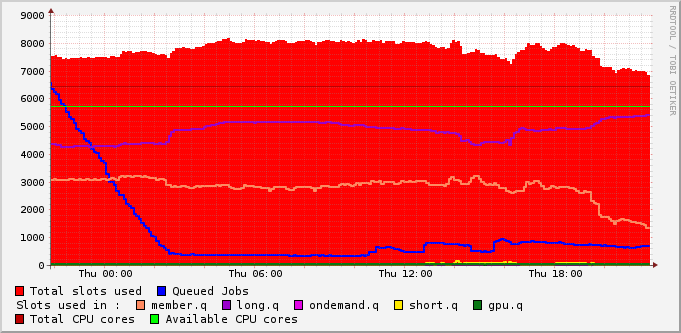 RRDTOOL / TOBI OETIKER
9000
8000
7000
6000
5000
4000
3000
2000
1000
0
Thu 00:00 Thu 06:00 Thu 12:00 Thu 18:00
Total slots used Queued Jobs
Slots used in : member.q long.q ondemand.q short.q gpu.q
Total CPU cores Available CPU cores